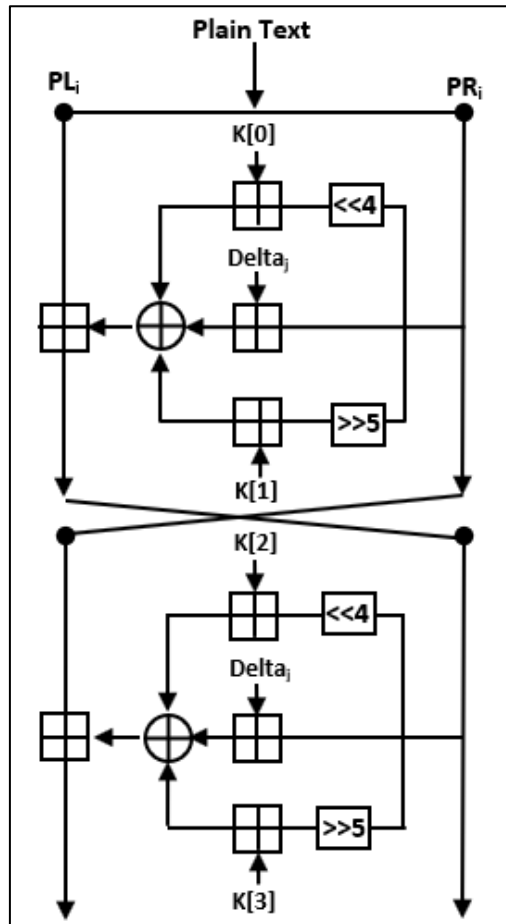 Plain Text
PLi
PRi
K[0]
<<4
Deltaj
>>5
K[1]
K[2]
<<4
Deltaj
>>5
K[3]